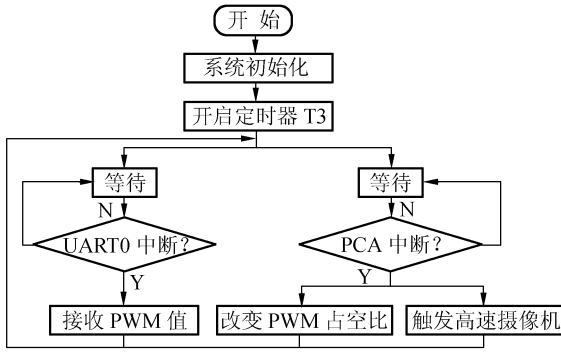 开 始
系统初始化
开启定时器 T3
等待
等待
N
N
UART0 中断?
PCA 中断?
Y
Y
接收 PWM 值
改变 PWM 占空比
触发高速摄像机